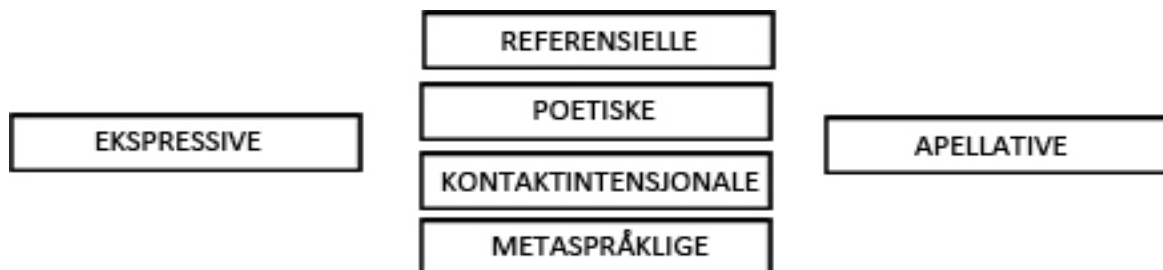 REFERENSIELLE
POETISKE
EKSPRESSIVE
APELLATIVE
KONTAKTINTENSJONALE
METASPRÅKLIGE